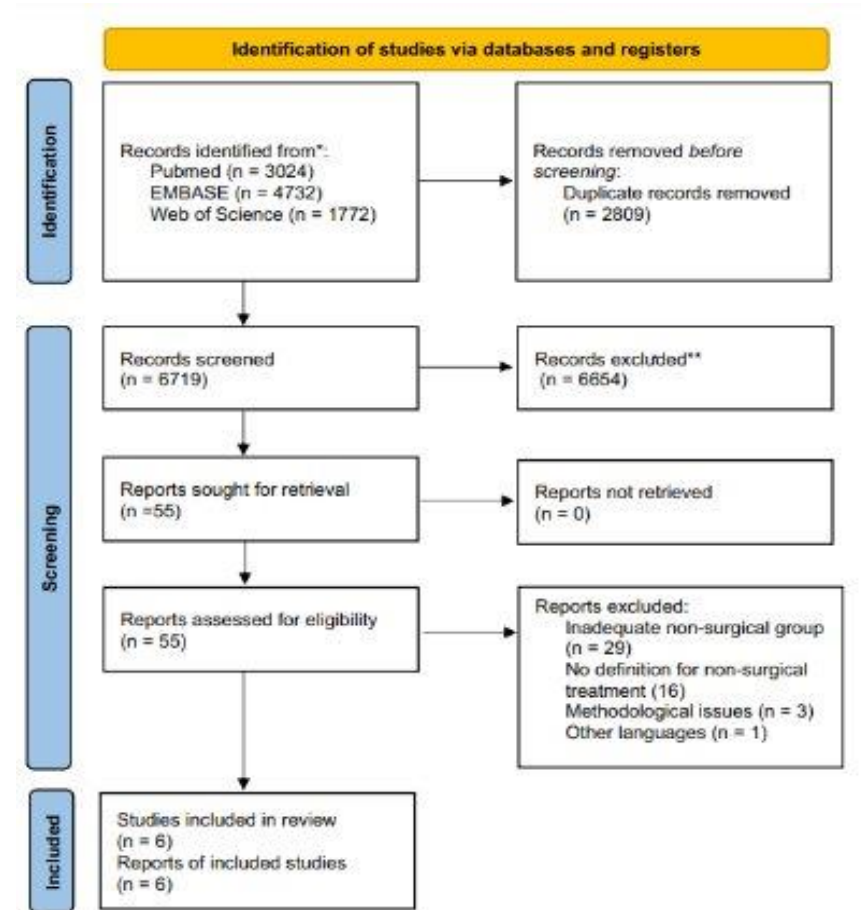 Identification of studies via databases and registers
Identification
Records identified from*:
Pubmed (n = 3024)
EMBASE (n = 4732)
Web of Science (n = 1772)
Records removed before
screening:
Duplicate records removed
(n = 2809)
Screening
Records screened
(n = 6719)
Records excluded**
(n = 6654)
Reports sought for retrieval
(n =55)
Reports not retrieved
(n = 0)
Reports assessed for eligibility
(n = 55)
Reports excluded:
Inadequate non-surgical group
(n = 29)
No definition for non-surgical
treatment (16)
Methodological issues (n = 3)
Other languages (n = 1)
Included
Studies included in review
(n = 6)
Reports of included studies
(n = 6)